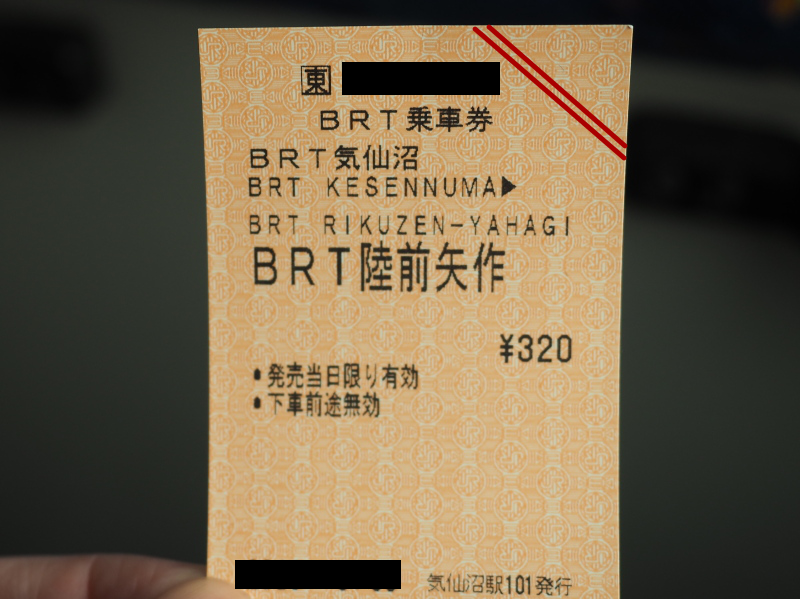 東
BRT乗車券
BRT気仙沼
BRT KESENNUMA▶
BRT RIKUZEN-YAHAGI
BRT陸前矢作
¥320
●発売当日限り有効
●下車前途無効
気仙沼駅101発行